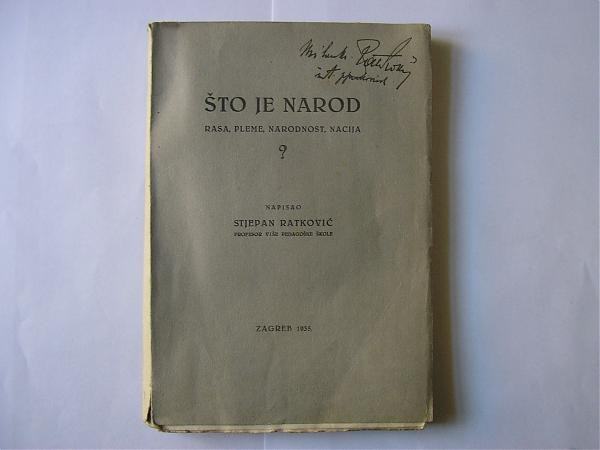 ŠTO JE NAROD
RASA, PLEME, NARODNOST, NACIJA
?
NAPISAO
STJEPAN RATKOVIĆ
PROFESOR VIŠE PEDAGOŠKE ŠKOLE
ZAGREB 1935.